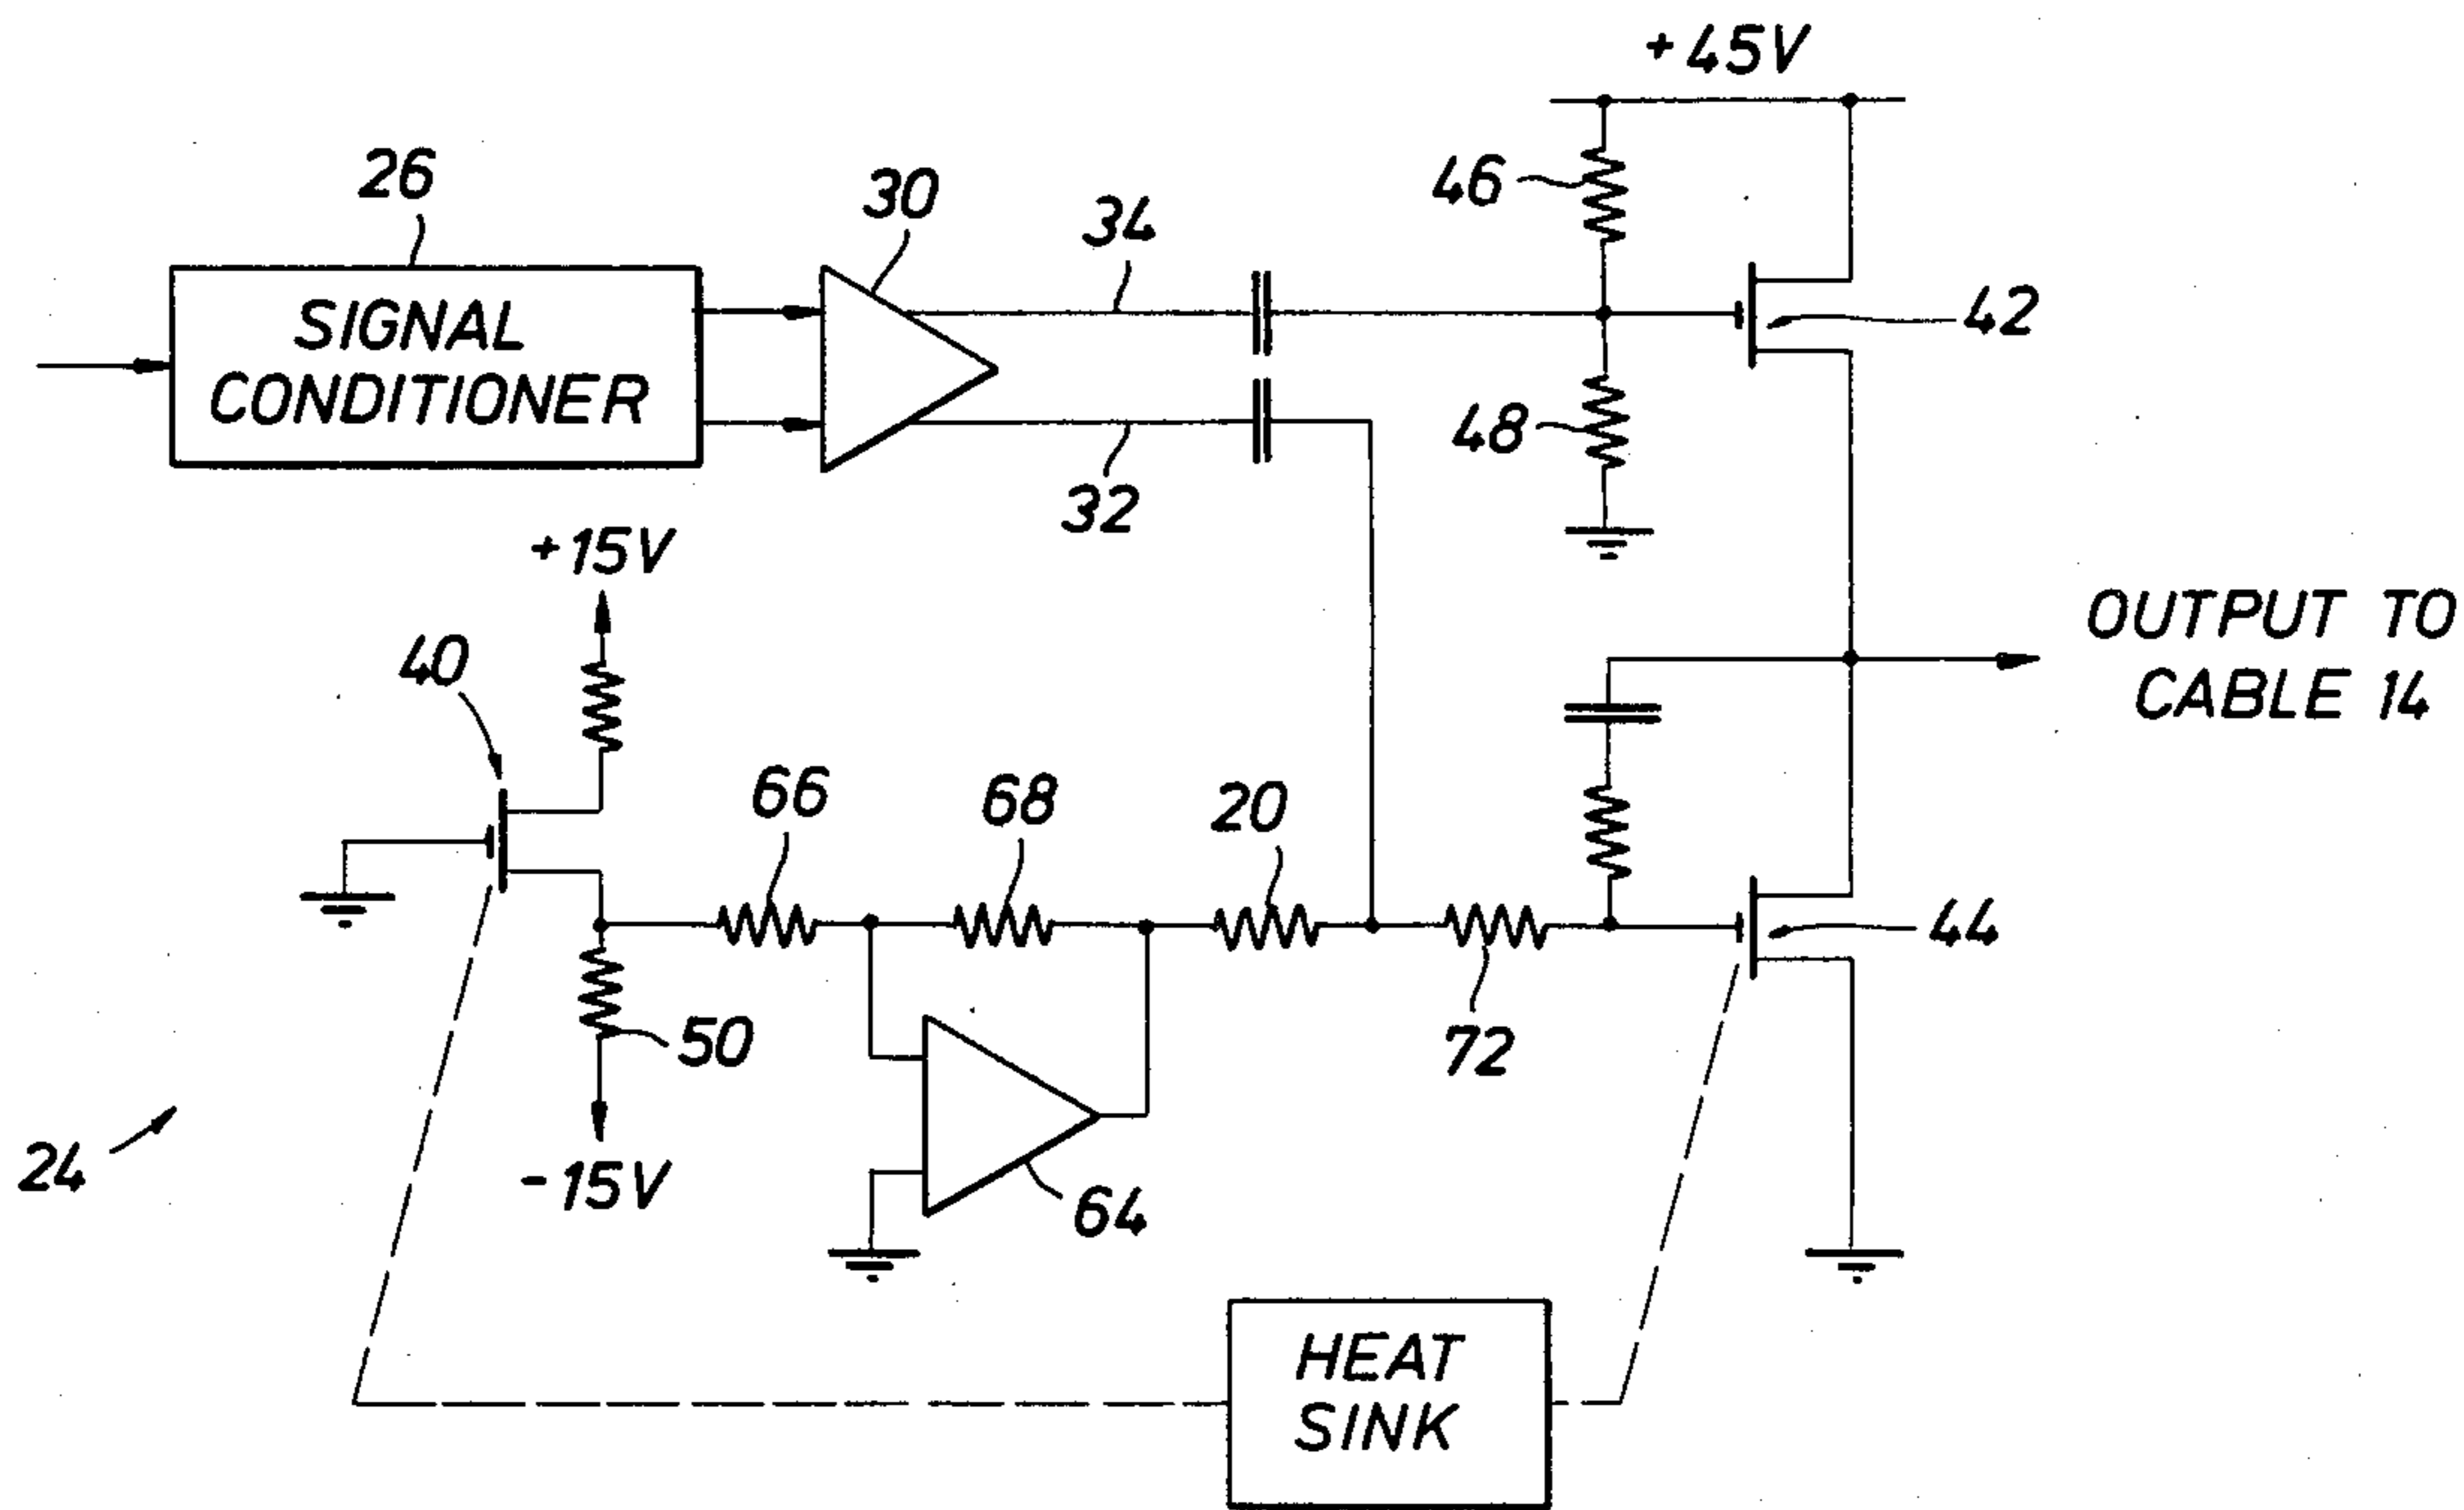 +45V
26
30
34
46
SIGNAL
CONDITIONER
42
48
32
+15V
OUTPUT TO
CABLE 14
40
66
68
20
44
50
72
24
-15V
64
HEAT
SINK